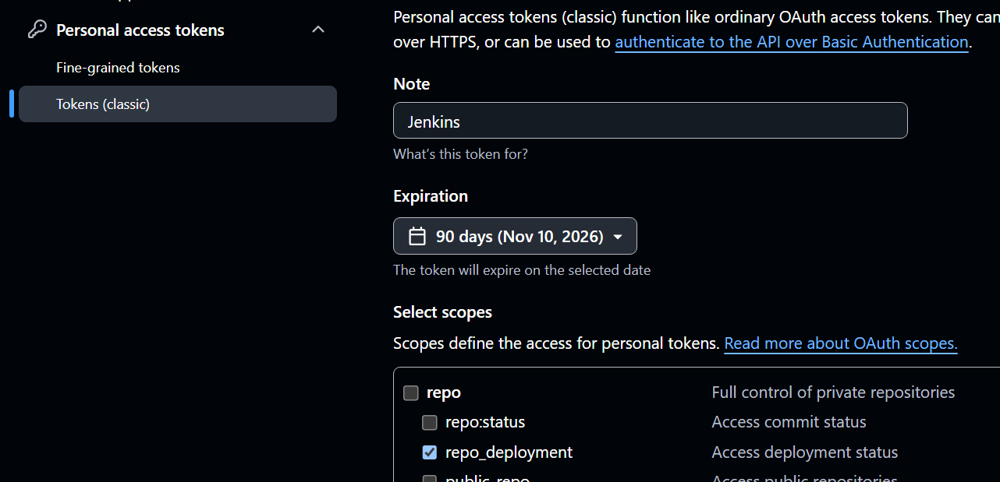 Personal access tokens
Fine-grained tokens
Tokens (classic)
Personal access tokens (classic) function like ordinary OAuth access tokens. They can
over HTTPS, or can be used to authenticate to the API over Basic Authentication.
Note
Jenkins
What's this token for?
Expiration
90 days (Nov 10, 2026)
The token will expire on the selected date
Select scopes
Scopes define the access for personal tokens. Read more about OAuth scopes.
repo Full control of private repositories
repo:status Access commit status
repo_deployment Access deployment status
public_repo Access public repositories